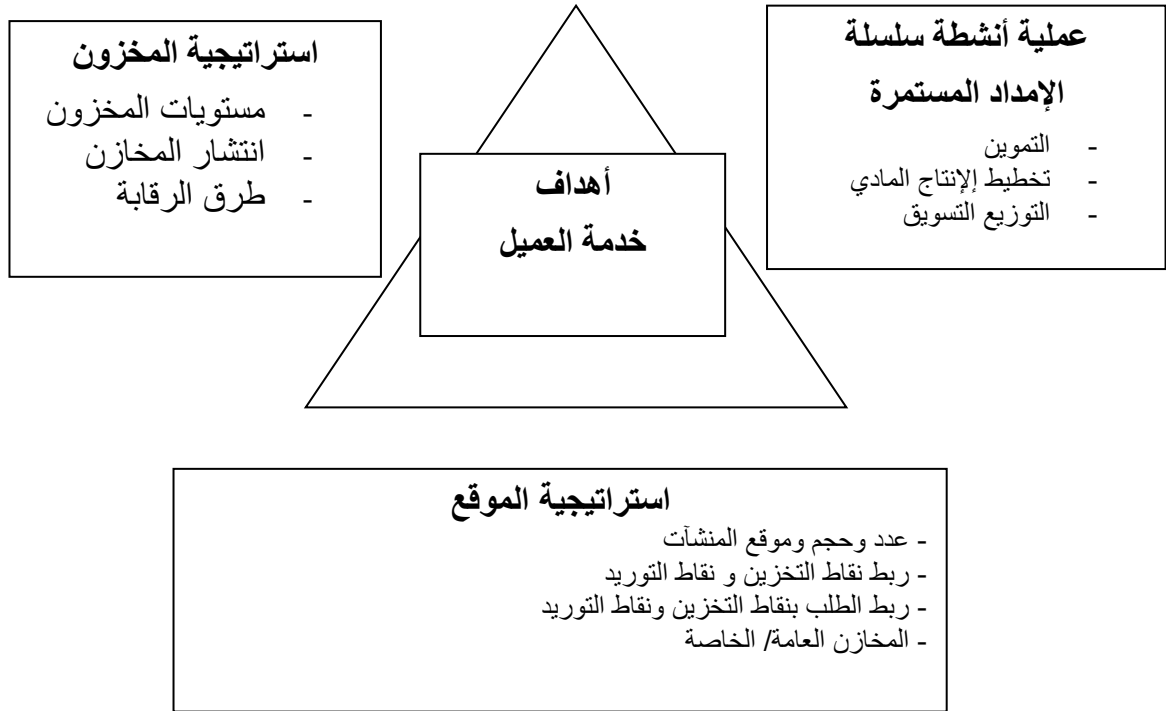 عملية أنشطة سلسلة
الإمداد المستمرة
- التموين
- تخطيط إلإنتاج المادي
- التوزيع التسويق
استراتيجية المخزون
- مستويات المخزون
- انتشار المخازن
- طرق الرقابة
أهداف
خدمة العميل
استراتيجية الموقع
- عدد وحجم وموقع المنشآت
- ربط نقاط التخزين و نقاط التوريد
- ربط الطلب بنقاط التخزين ونقاط التوريد
- المخازن العامة/ الخاصة